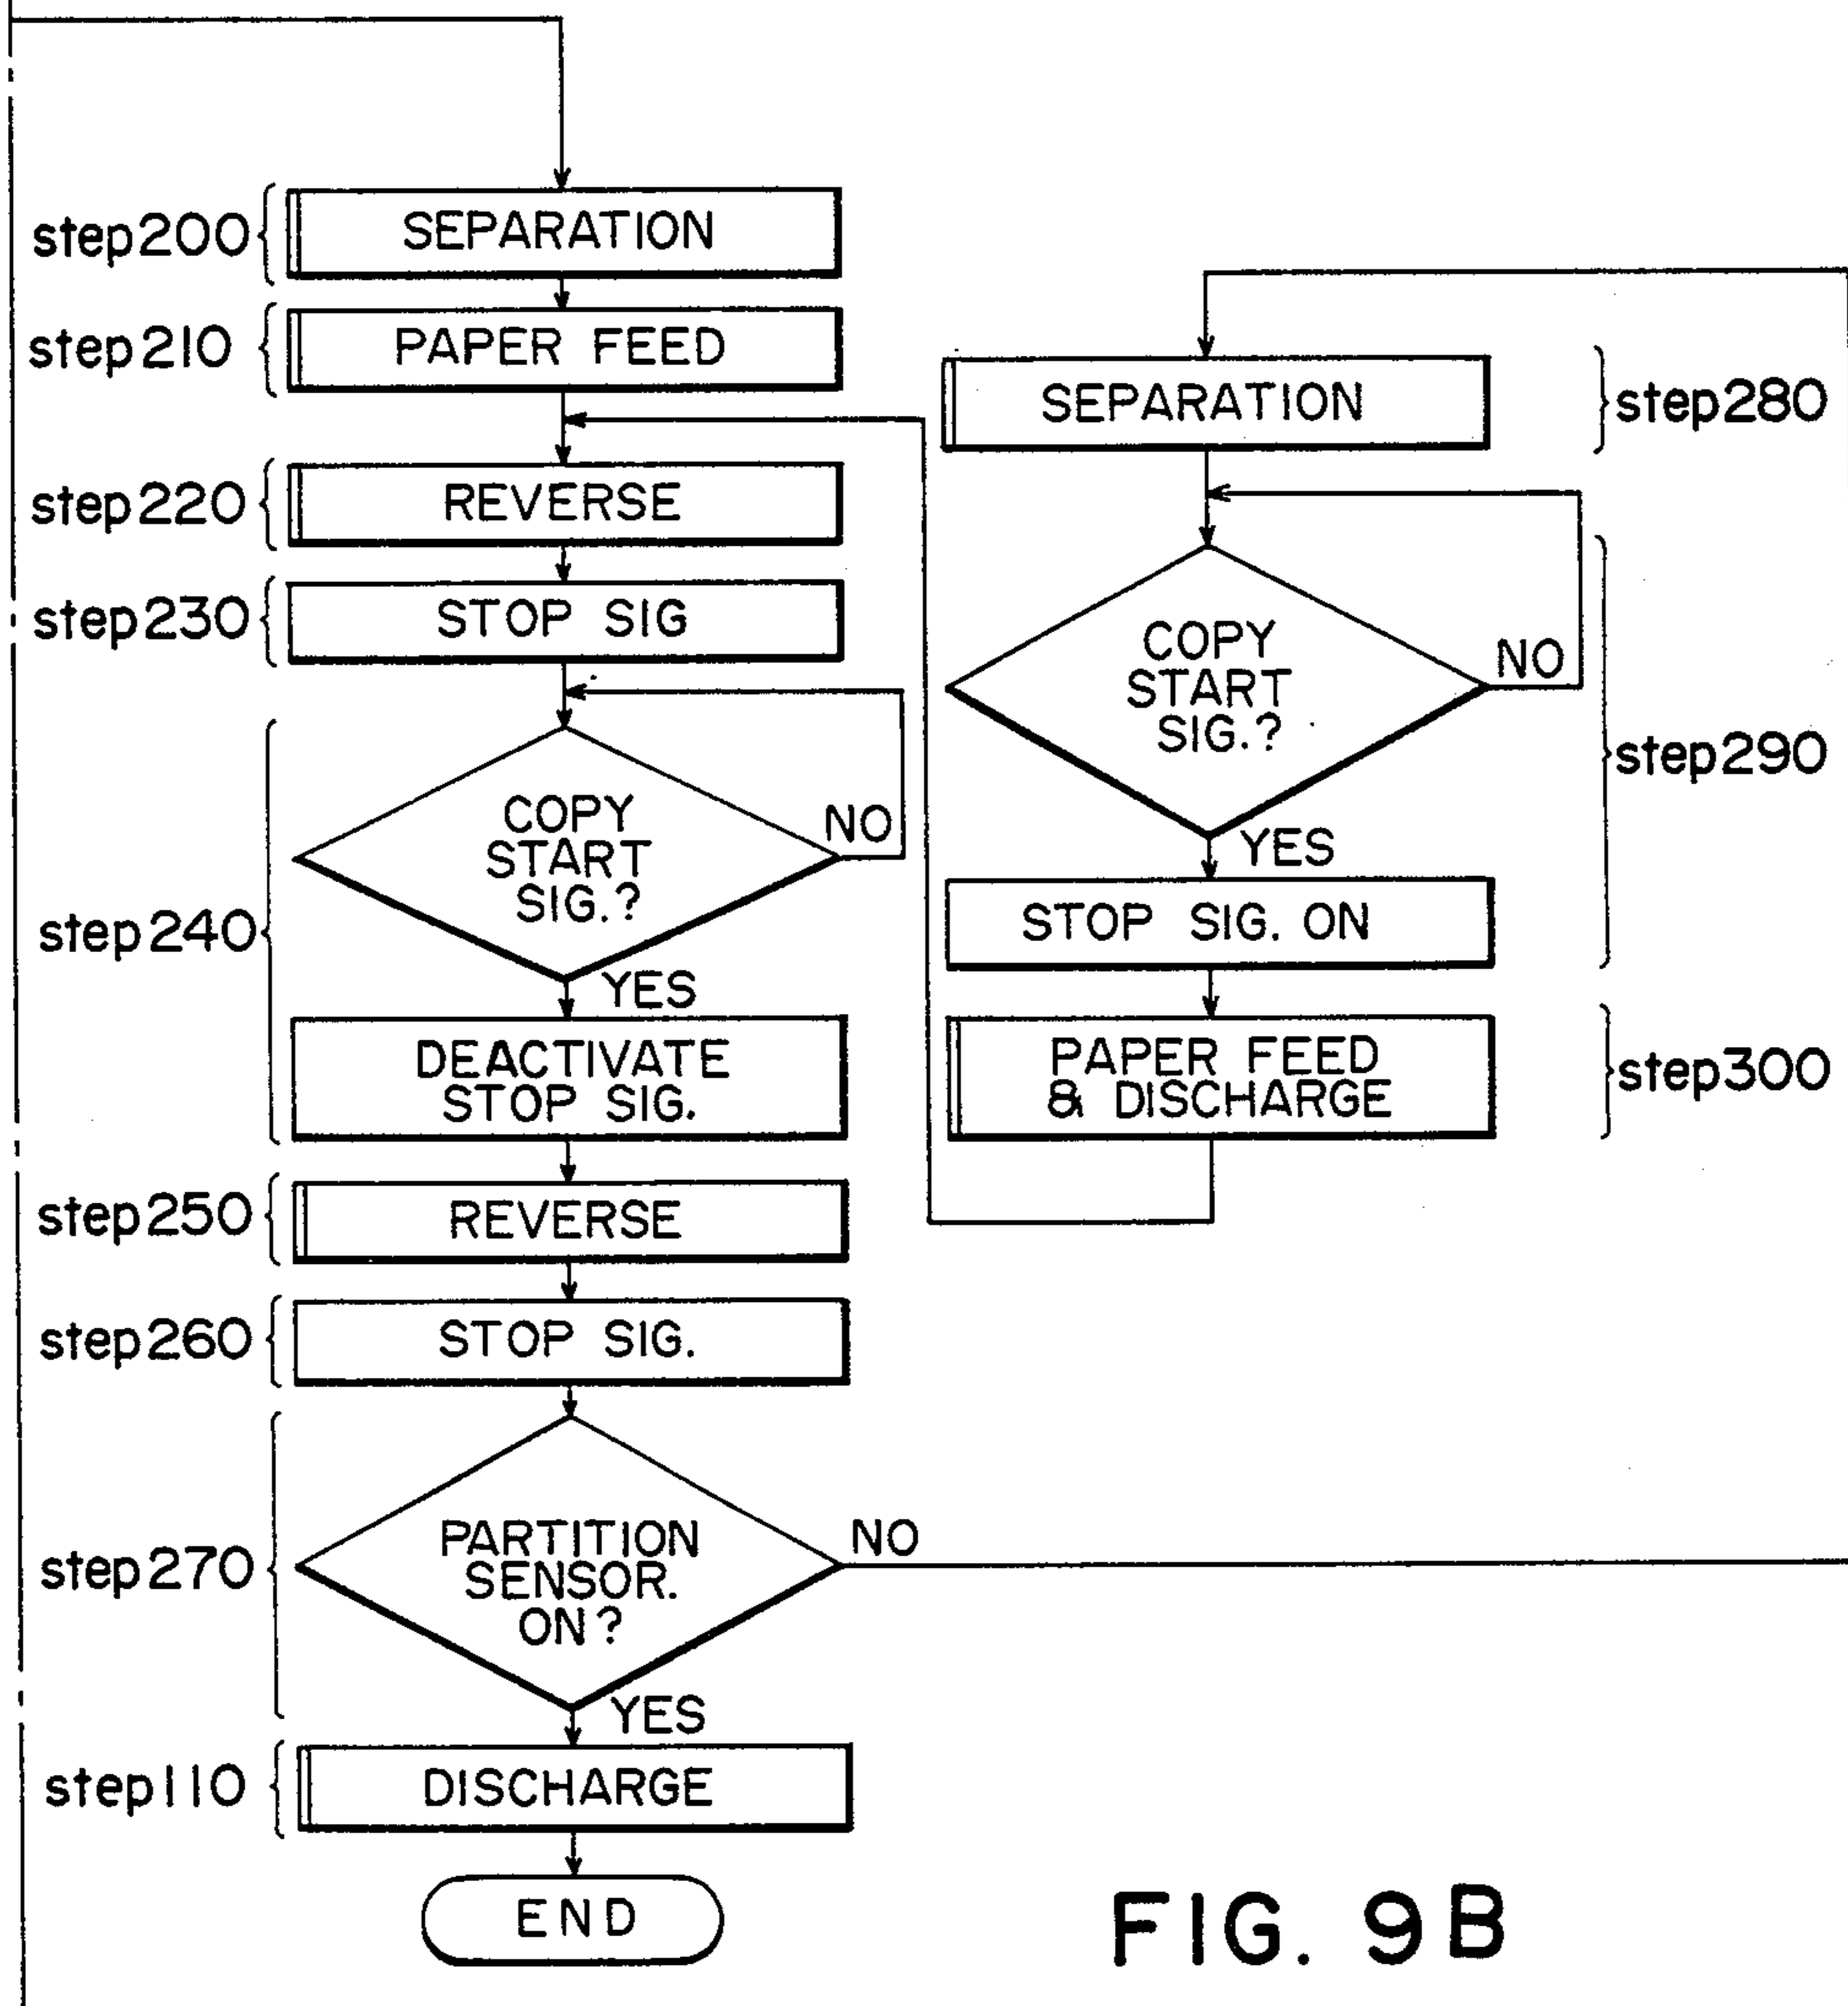 step200
SEPARATION
step210
PAPER FEED
step220
REVERSE
step230
STOP SIG
step240
COPY
START
SIG.?
NO
YES
DEACTIVATE
STOP SIG.
step250
REVERSE
step260
STOP SIG.
step270
PARTITION
SENSOR.
ON?
NO
YES
step110
DISCHARGE
END
SEPARATION
step280
COPY
START
SIG.?
NO
step290
YES
STOP SIG. ON
PAPER FEED
& DISCHARGE
step300
FIG. 9B